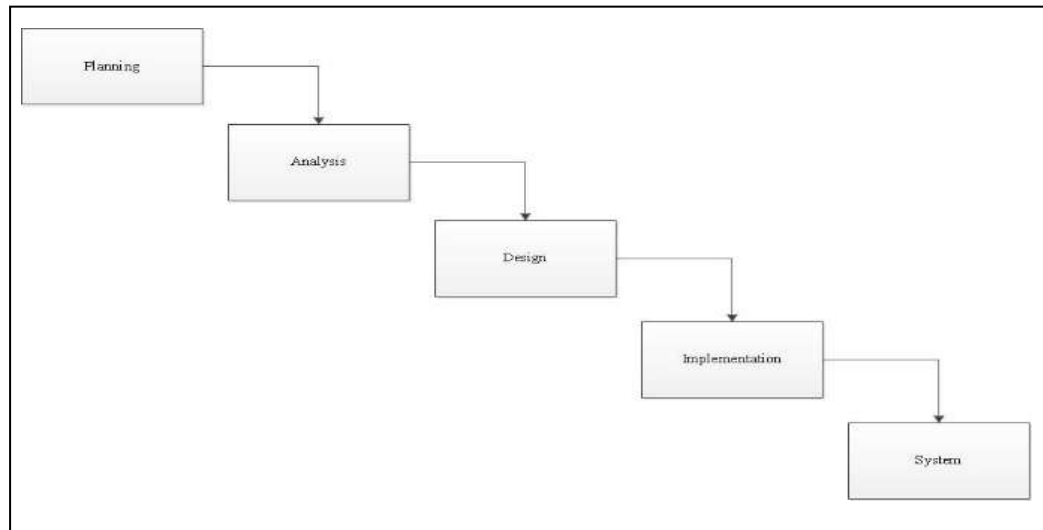 Planning
Analysis
Design
Implementation
System